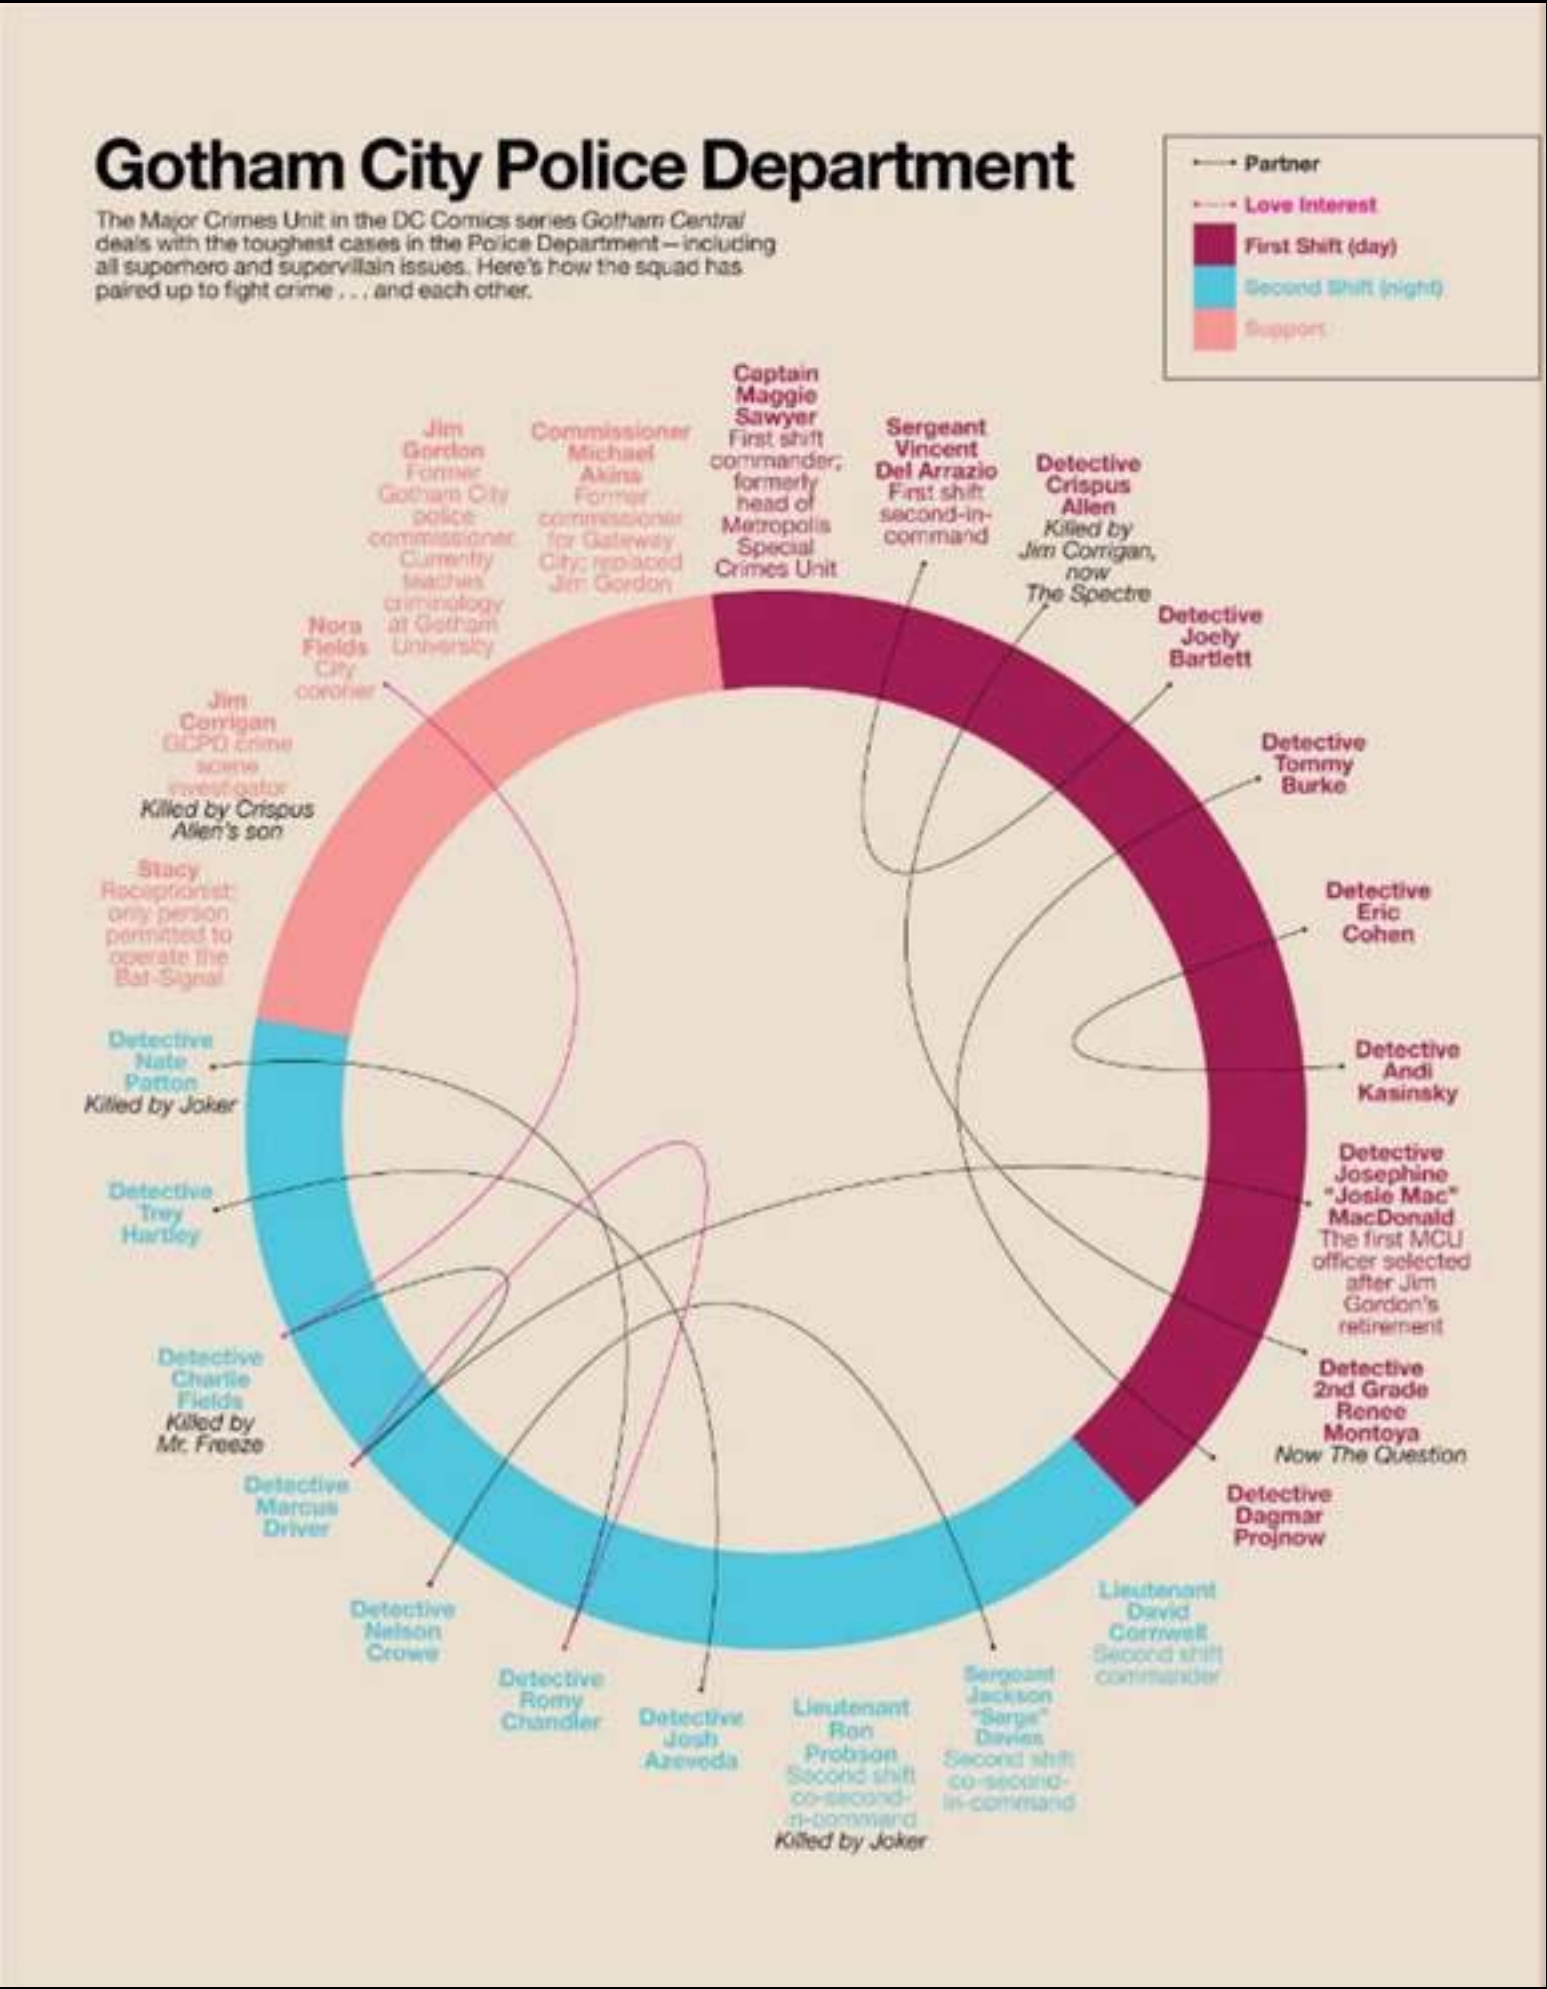 Gotham City Police Department
The Major Crimes Unit in the DC Comics series Gotham Central
deals with the toughest cases in the Police Department—including
all superhero and supervillain issues. Here's how the squad has
paired up to fight crime . . . and each other.
Partner
Love Interest
First Shift (day)
Second Shift (night)
Support
Captain
Maggie
Sawyer
First shift
commander;
formerly
head of
Metropolis
Special
Crimes Unit
Sergeant
Vincent
Del Arrazio
First shift
second-in-
command
Detective
Crispus
Allen
Killed by
Jim Corrigan,
now
The Spectre
Detective
Joely
Bartlett
Detective
Tommy
Burke
Detective
Eric
Cohen
Detective
Andi
Kasinsky
Detective
Josephine
"Josie Mac"
MacDonald
The first MCU
officer selected
after Jim
Gordon's
retirement
Detective
2nd Grade
Renee
Montoya
Now The Question
Detective
Dagmar
Projnow
Lieutenant
David
Cornwell
Second shift
commander
Sergeant
Jackson
"Sarge"
Davies
Second shift
co-second-
in-command
Lieutenant
Ron
Probson
Second shift
co-second-
in-command
Killed by Joker
Detective
Josh
Azeveda
Detective
Romy
Chandler
Detective
Nelson
Crowe
Detective
Marcus
Driver
Detective
Charlie
Fields
Killed by
Mr. Freeze
Detective
Trey
Hartley
Detective
Nate
Patton
Killed by Joker
Stacy
Receptionist;
only person
permitted to
operate the
Bat-Signal
Jim
Corrigan
GCPD crime
scene
investigator
Killed by Crispus
Allen's son
Nora
Fields
City
coroner
Jim
Gordon
Former
Gotham City
police
commissioner.
Currently
teaches
criminology
at Gotham
University
Commissioner
Michael
Akins
Former
commissioner
for Gateway
City; replaced
Jim Gordon